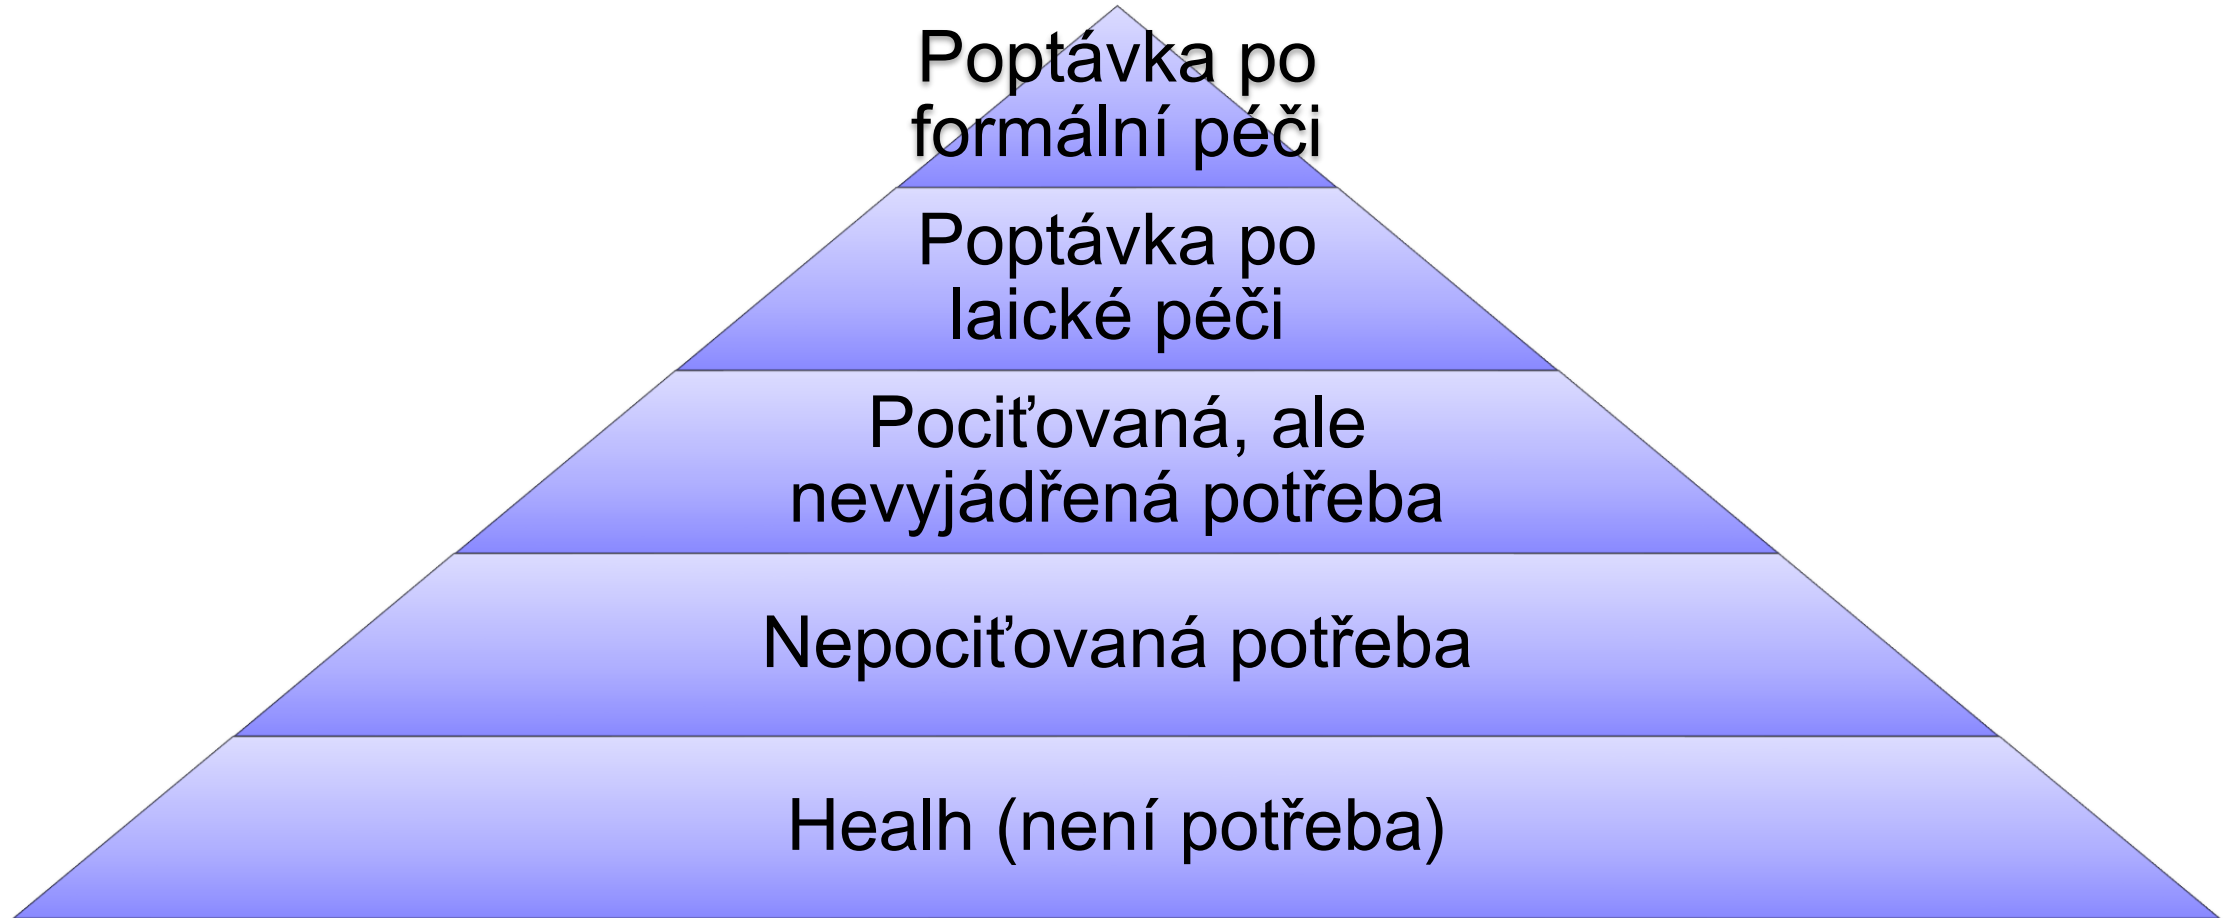 Poptávka po
formální péči
Poptávka po
laické péči
Pociťovaná, ale
nevyjádřená potřeba
Nepociťovaná potřeba
Healh (není potřeba)